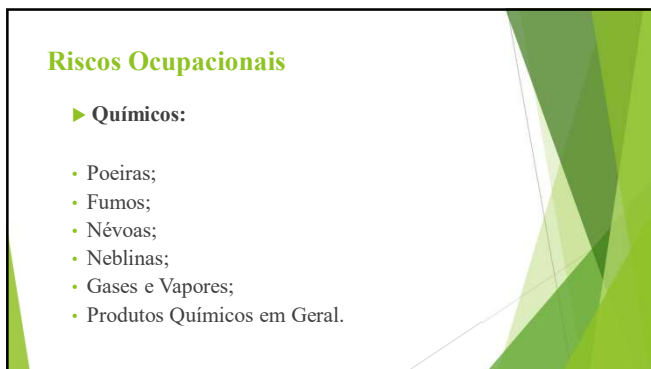 Riscos Ocupacionais
Químicos:
• Poeiras;
• Fumos;
• Névoas;
• Neblinas;
• Gases e Vapores;
• Produtos Químicos em Geral.